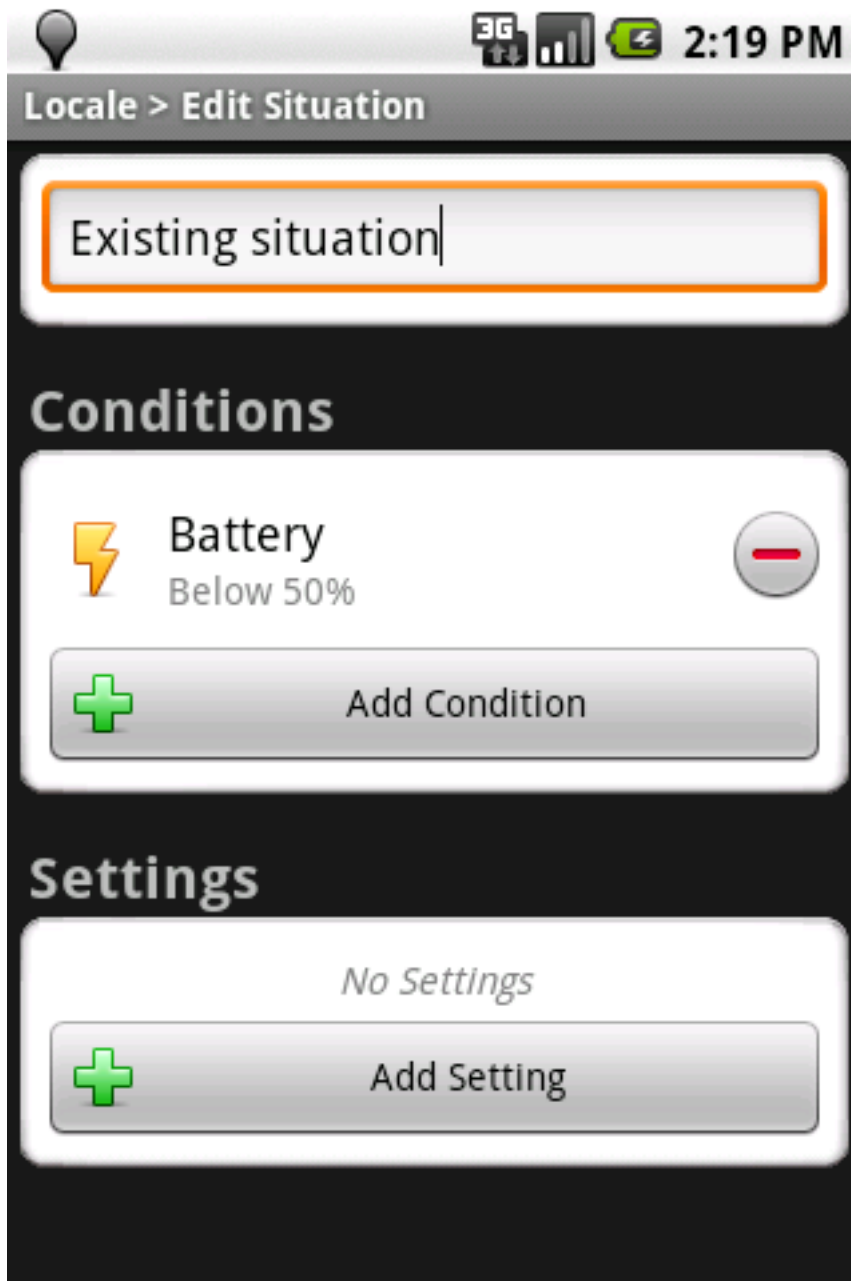 3G 2:19 PM
Locale > Edit Situation
Existing situation
Conditions
Battery
Below 50%
Add Condition
Settings
No Settings
Add Setting